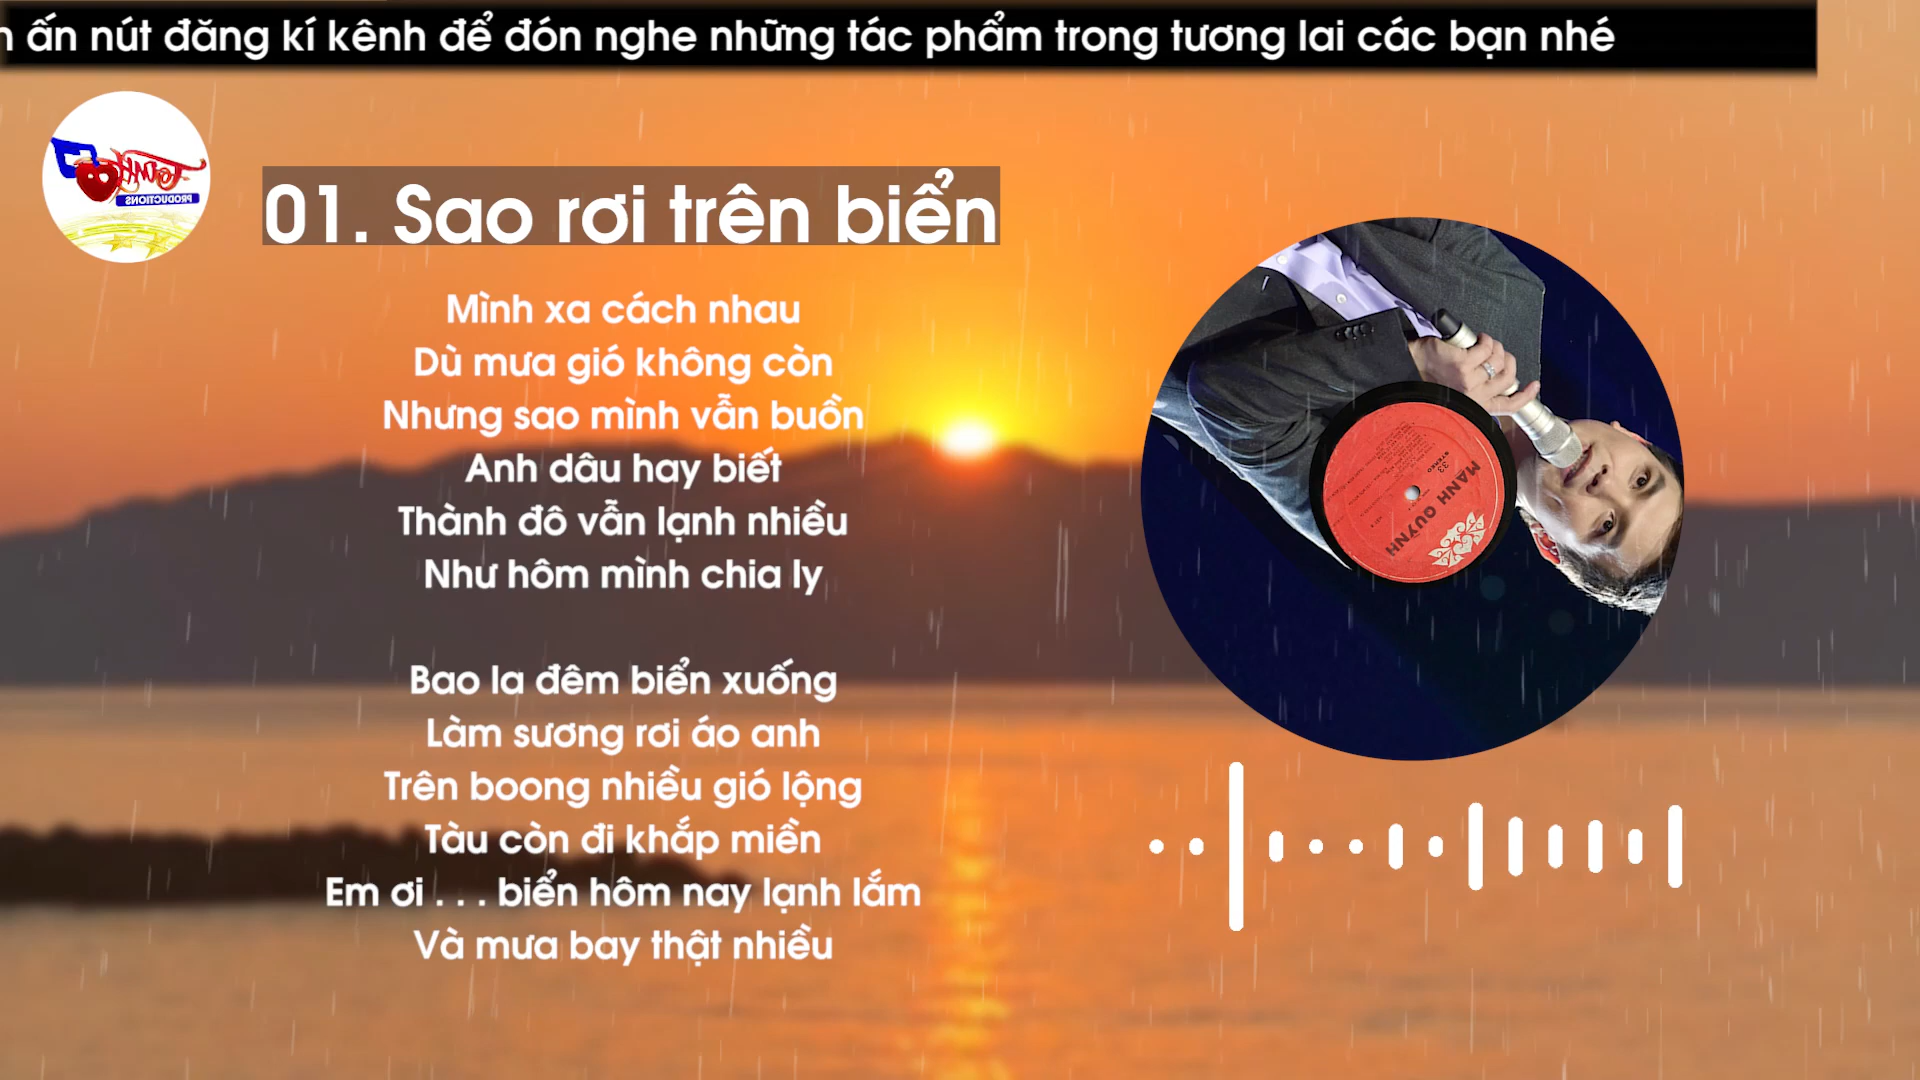 ấn nút đăng kí kênh để đón nghe những tác phẩm trong tương lai các bạn nhé
PRODUCTIONS
01. Sao rơi trên biển
Mình xa cách nhau
Dù mưa gió không còn
Nhưng sao mình vẫn buồn
Anh dâu hay biết
Thành đô vẫn lạnh nhiều
Như hôm mình chia ly
Bao la đêm biển xuống
Làm sương rơi áo anh
Trên boong nhiều gió lộng
Tàu còn đi khắp miền
Em ơi . . . biển hôm nay lạnh lắm
Và mưa bay thật nhiều
33
STEREO
MẠNH QUỲNH